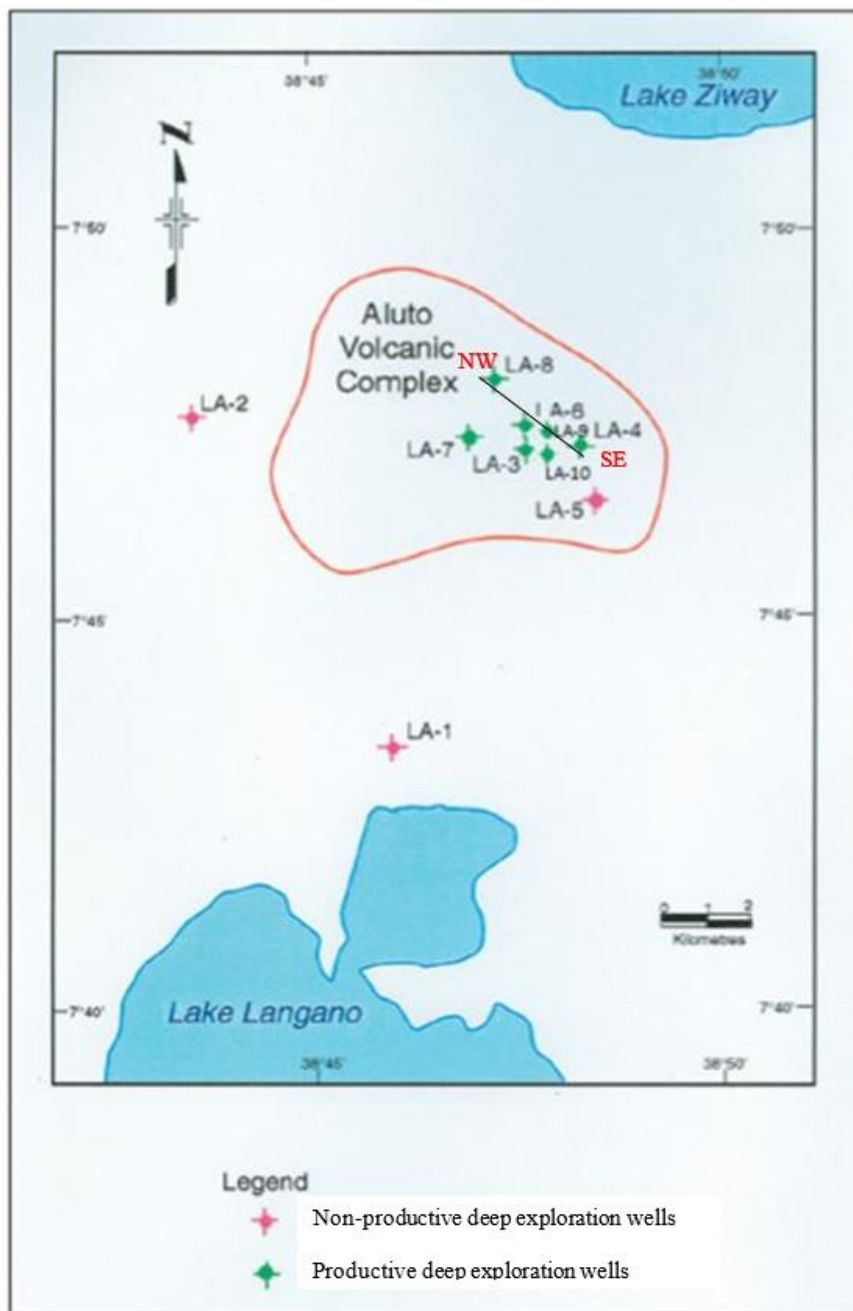 38°45'
38°50'
Lake Ziway
N
7°50'
7°50'
Aluto
Volcanic
Complex
NW
LA-8
LA-2
LA-6
LA-9
LA-4
LA-7
LA-3
SE
LA-10
LA-5
7°45'
7°45'
LA-1
0 1 2
Kilometres
7°40'
7°40'
Lake Langano
38°45'
38°50'
Legend
Non-productive deep exploration wells
Productive deep exploration wells